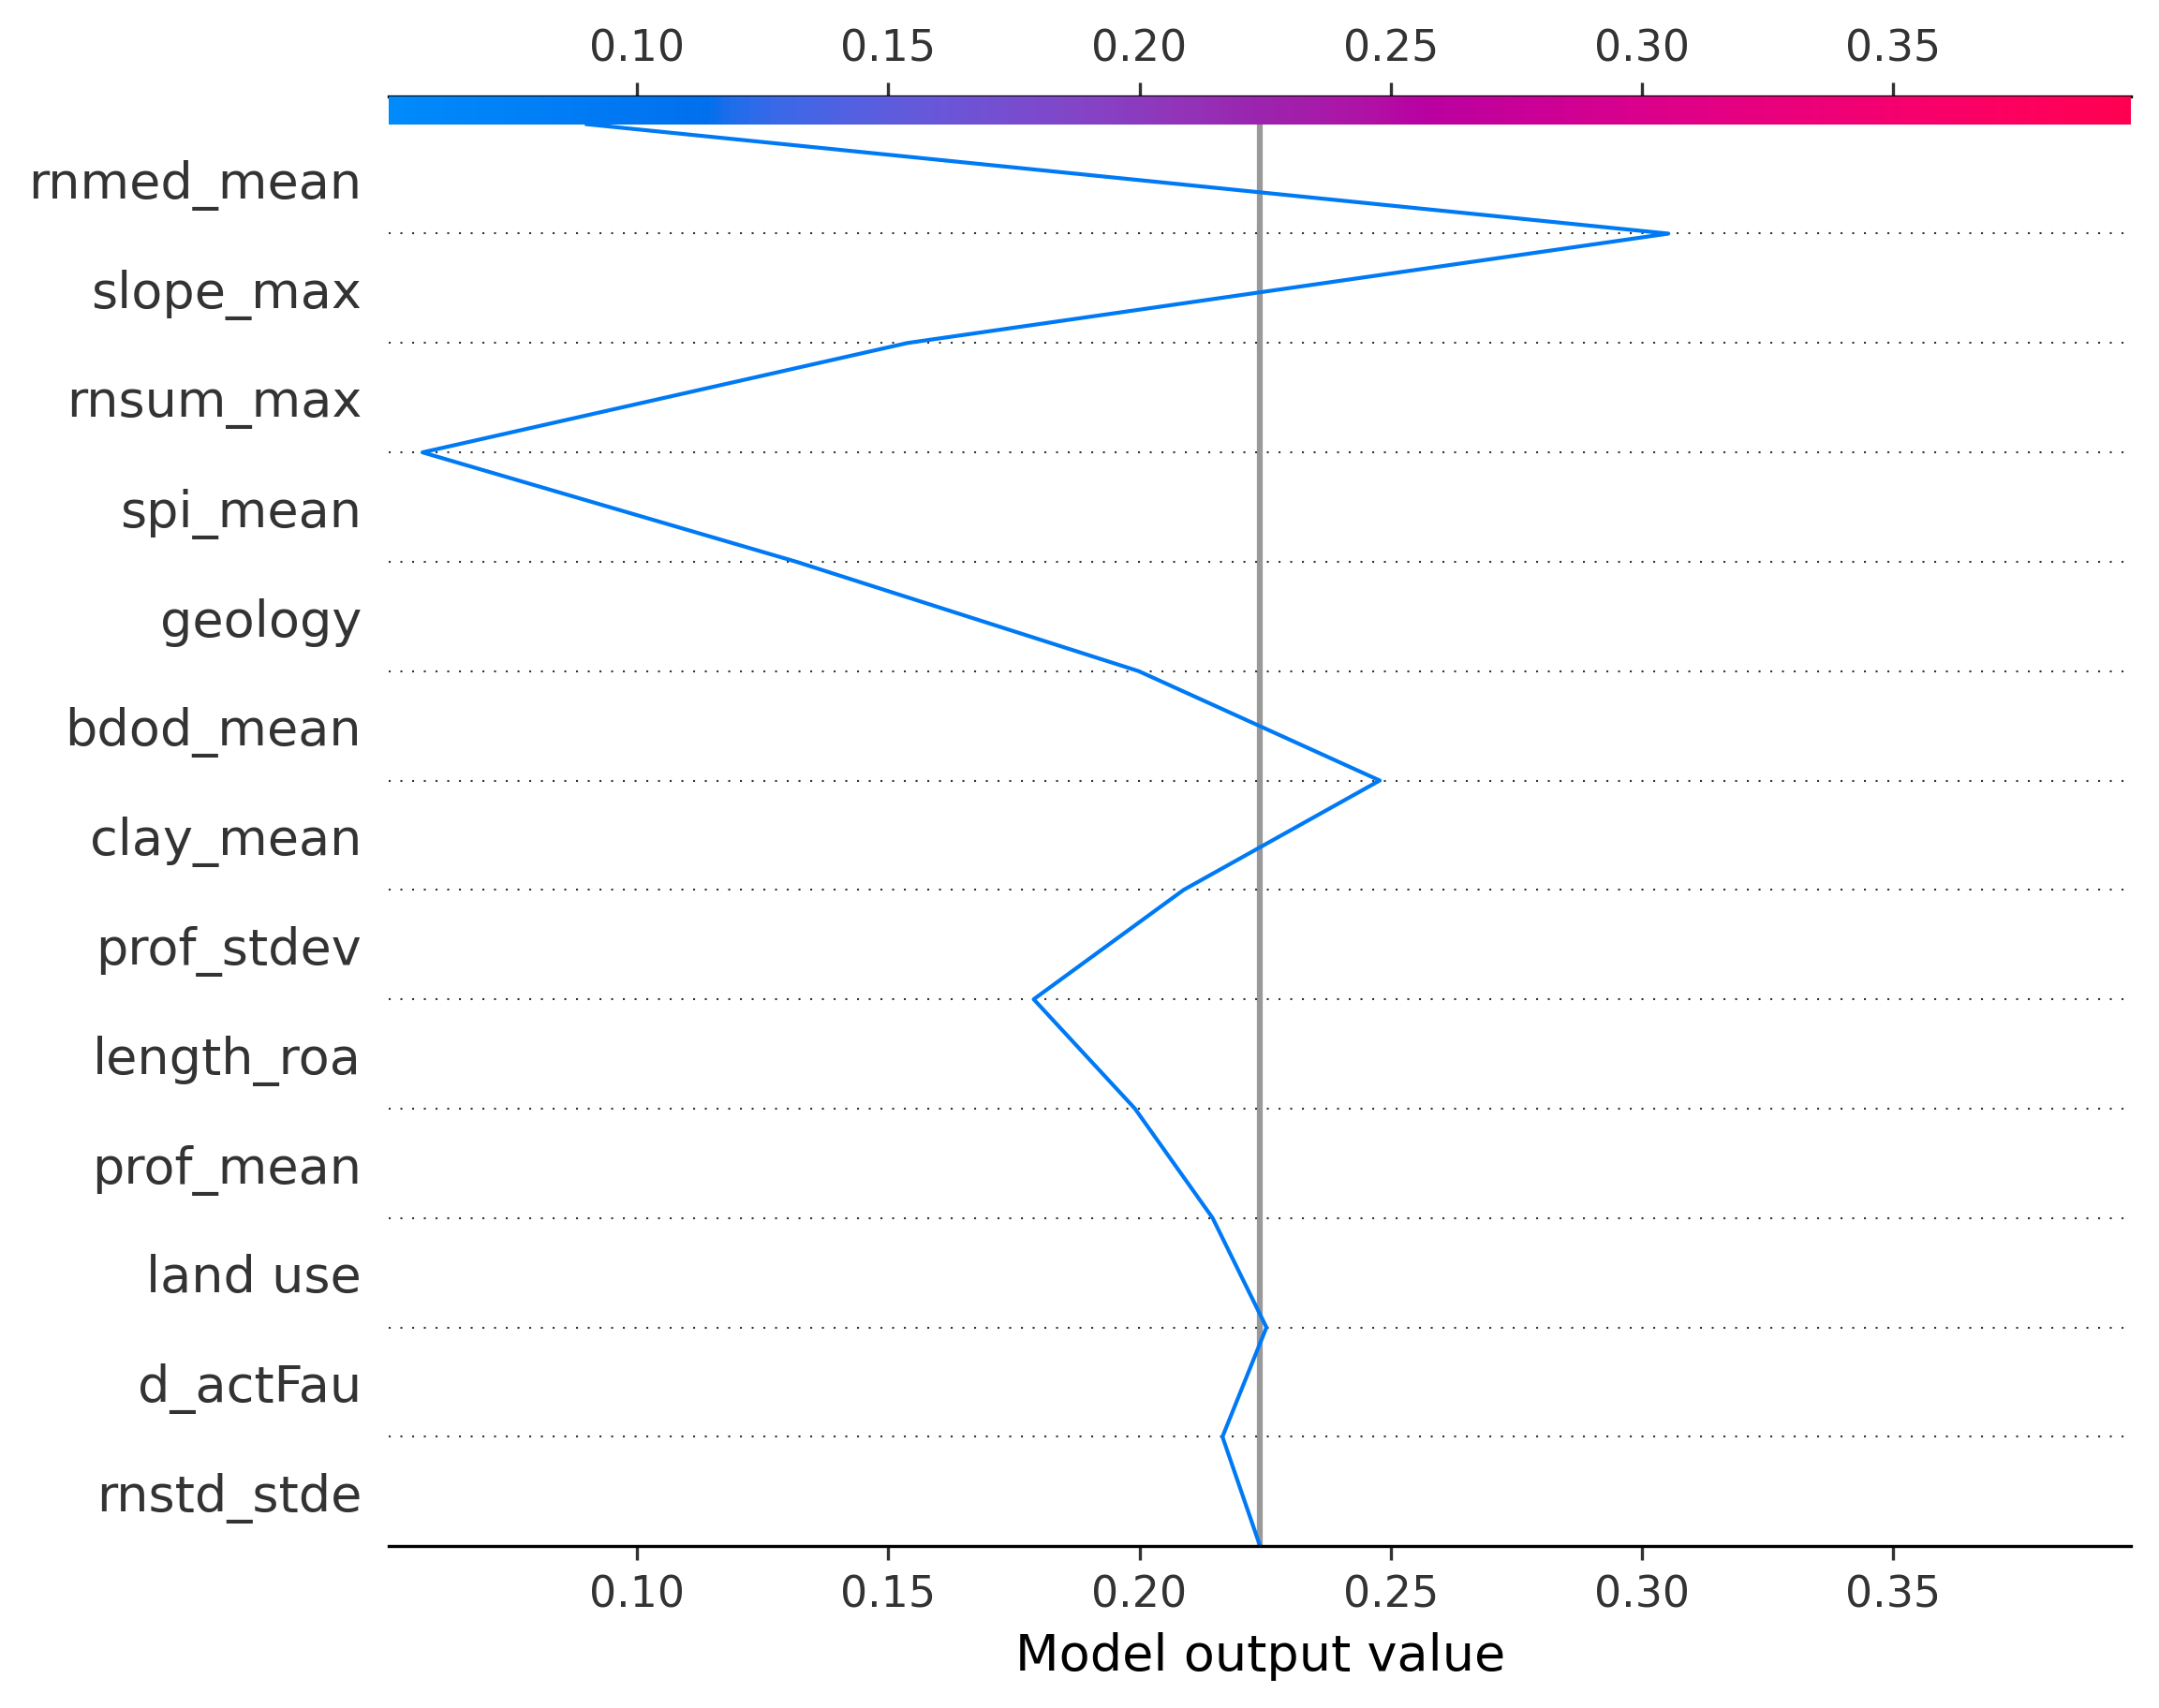 0.10 0.15 0.20 0.25 0.30 0.35
rnmed_mean
slope_max
rnsum_max
spi_mean
geology
bdod_mean
clay_mean
prof_stdev
length_roa
prof_mean
land use
d_actFau
rnstd_stde
0.10 0.15 0.20 0.25 0.30 0.35
Model output value